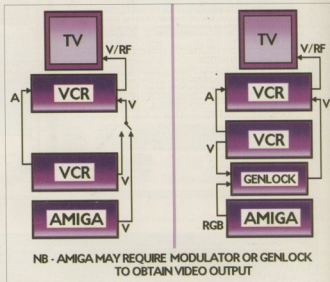 TV
V/RF
VCR
A
V
VCR
V
AMIGA
V
TV
V/RF
VCR
A
V
VCR
V
GENLOCK
RGB
AMIGA
NB - AMIGA MAY REQUIRE MODULATOR OR GENLOCK
TO OBTAIN VIDEO OUTPUT